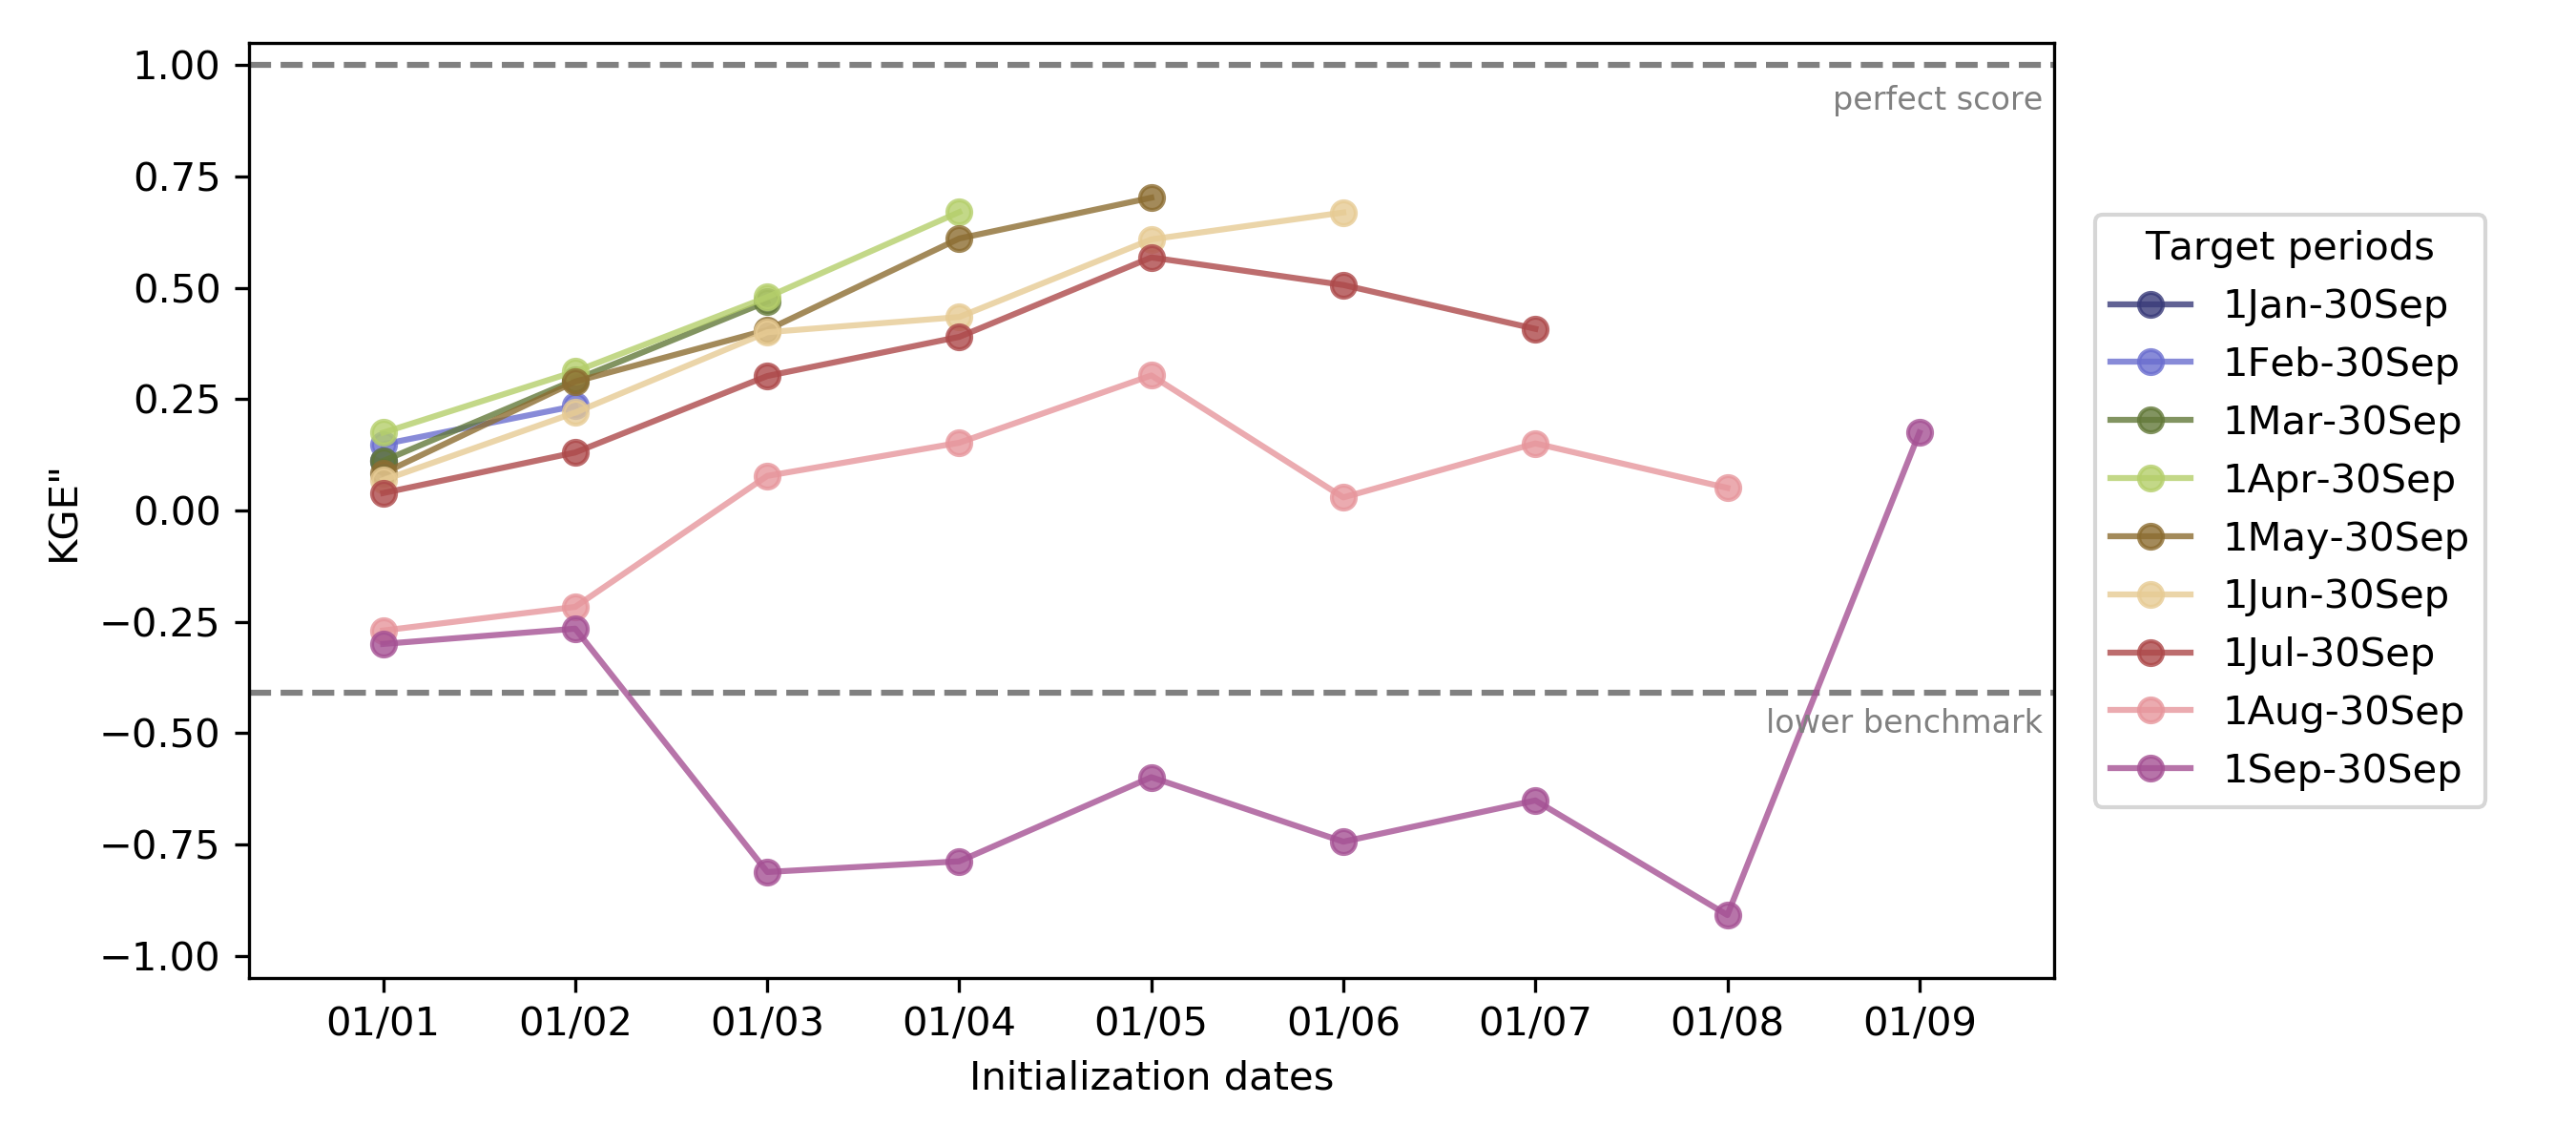 1.00
0.75
0.50
0.25
0.00
−0.25
−0.50
−0.75
−1.00
KGE"
perfect score
lower benchmark
01/01 01/02 01/03 01/04 01/05 01/06 01/07 01/08 01/09
Initialization dates
Target periods
1Jan-30Sep
1Feb-30Sep
1Mar-30Sep
1Apr-30Sep
1May-30Sep
1Jun-30Sep
1Jul-30Sep
1Aug-30Sep
1Sep-30Sep